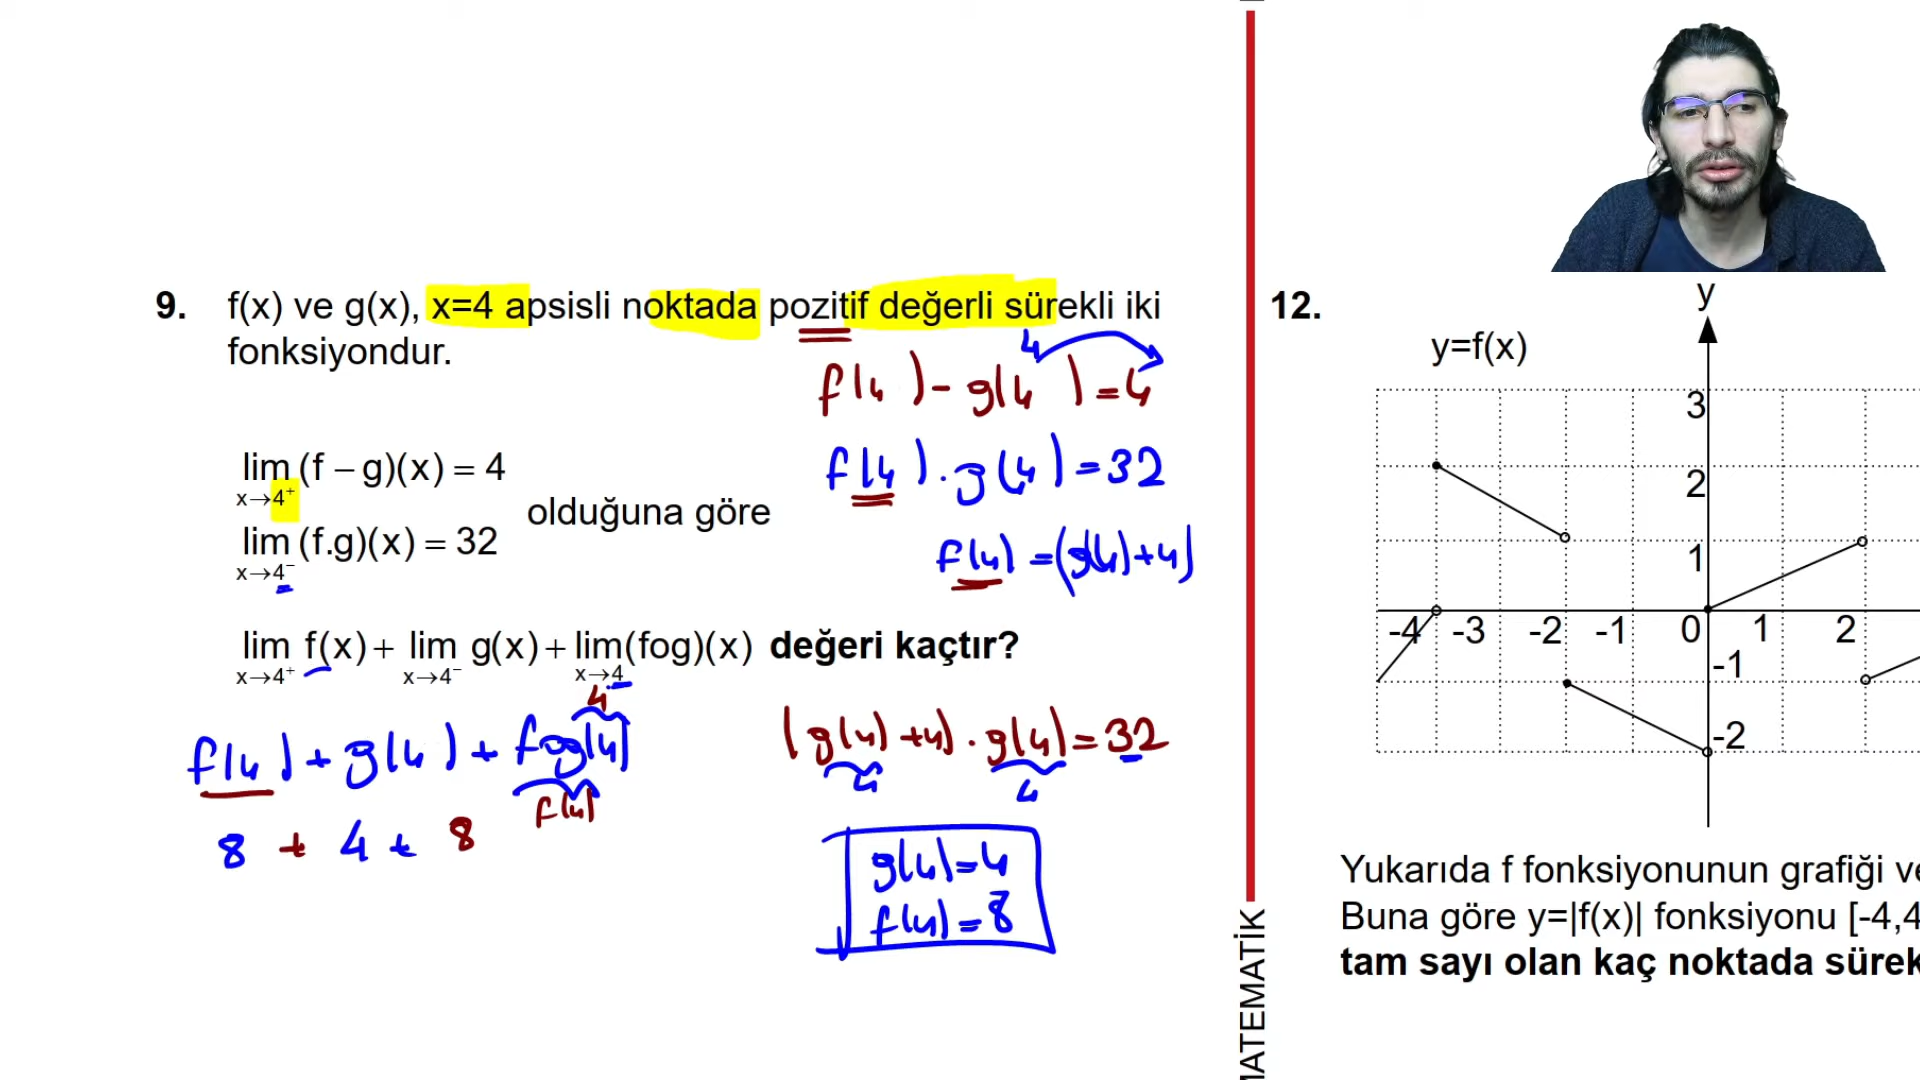 9. f(x) ve g(x), x=4 apsisli noktada pozitif değerli sürekli iki
fonksiyondur.
lim (f – g)(x) = 4
x→4⁺
lim (f.g)(x) = 32
x→4⁻
olduğuna göre
lim f(x) + lim g(x) + lim(fog)(x) değeri kaçtır?
x→4⁺ x→4⁻ x→4
4
f(4) - g(4) = 4
f(4) . g(4) = 32
f(4) = (g(4)+4)
4
f(4) + g(4) + fog(4)
f(4)
8 + 4 + 8
(g(4) +4) . g(4) = 32
4 4
g(4)=4
f(4)=8
MATEMATİK
12.
y
y=f(x)
3
2
1
-4 -3 -2 -1 0 1 2
-1
-2
Yukarıda f fonksiyonunun grafiği ve
Buna göre y=|f(x)| fonksiyonu [-4,4
tam sayı olan kaç noktada sürek